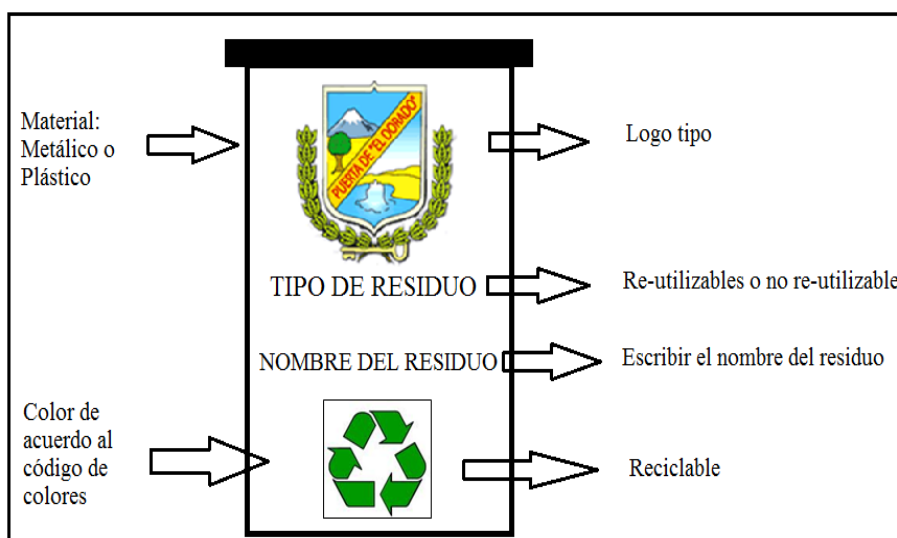 Material:
Metálico o
Plástico
PUERTA DE "EL DORADO"
Logo tipo
TIPO DE RESIDUO
Re-utilizables o no re-utilizable
NOMBRE DEL RESIDUO
Escribir el nombre del residuo
Color de
acuerdo al
código de
colores
Reciclable